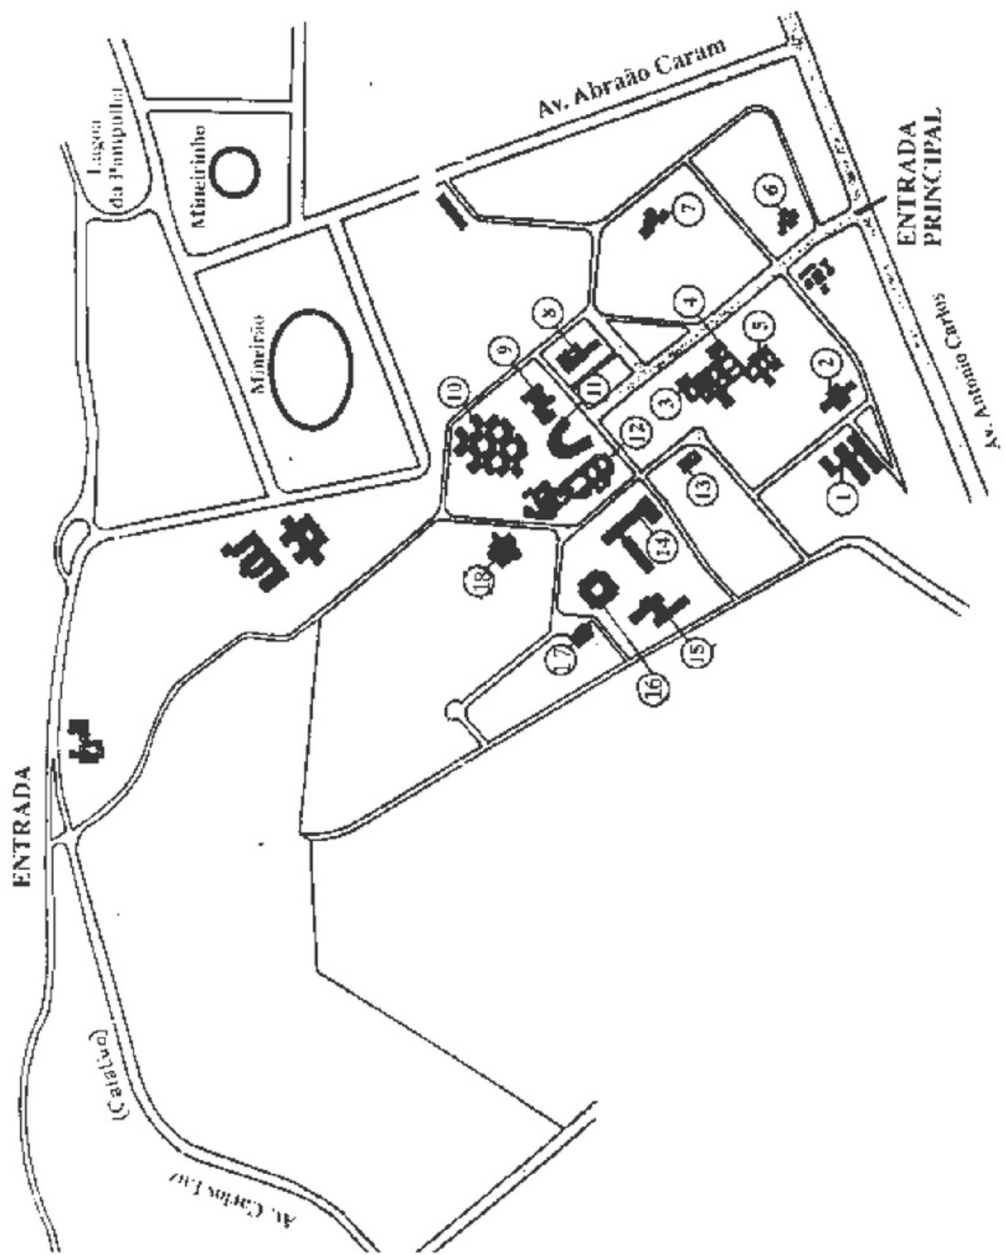 Lagoa
da Pampulha
Mineirinho
Mineirão
Av. Abraão Caram
ENTRADA
PRINCIPAL
Av. Antonio Carlos
ENTRADA
(Catalão)
Av. Carlos Luz
1
2
3
4
5
6
7
8
9
10
11
12
13
14
15
16
17
18